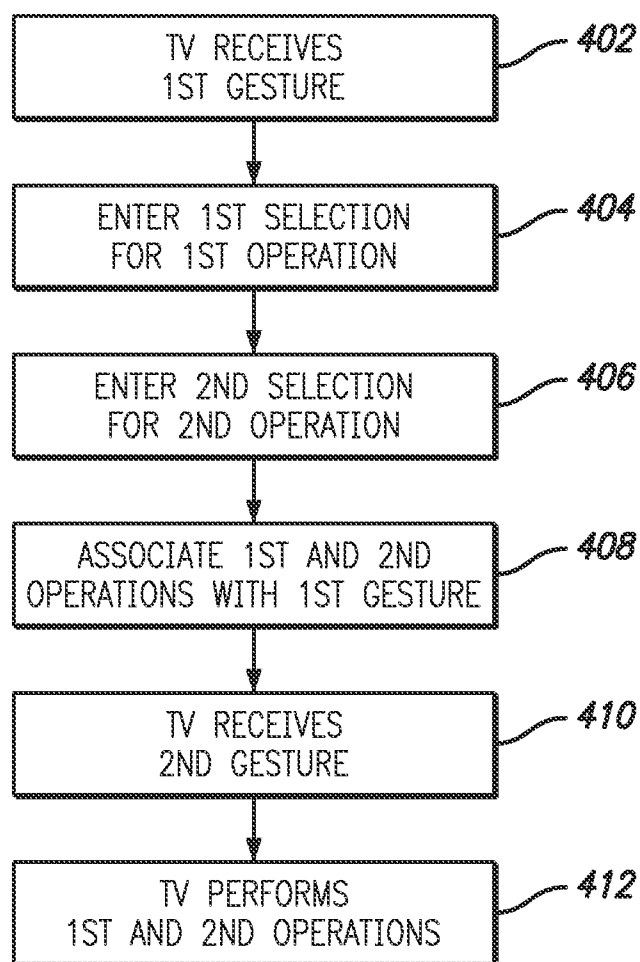 TV RECEIVES
1ST GESTURE
402
ENTER 1ST SELECTION
FOR 1ST OPERATION
404
ENTER 2ND SELECTION
FOR 2ND OPERATION
406
ASSOCIATE 1ST AND 2ND
OPERATIONS WITH 1ST GESTURE
408
TV RECEIVES
2ND GESTURE
410
TV PERFORMS
1ST AND 2ND OPERATIONS
412